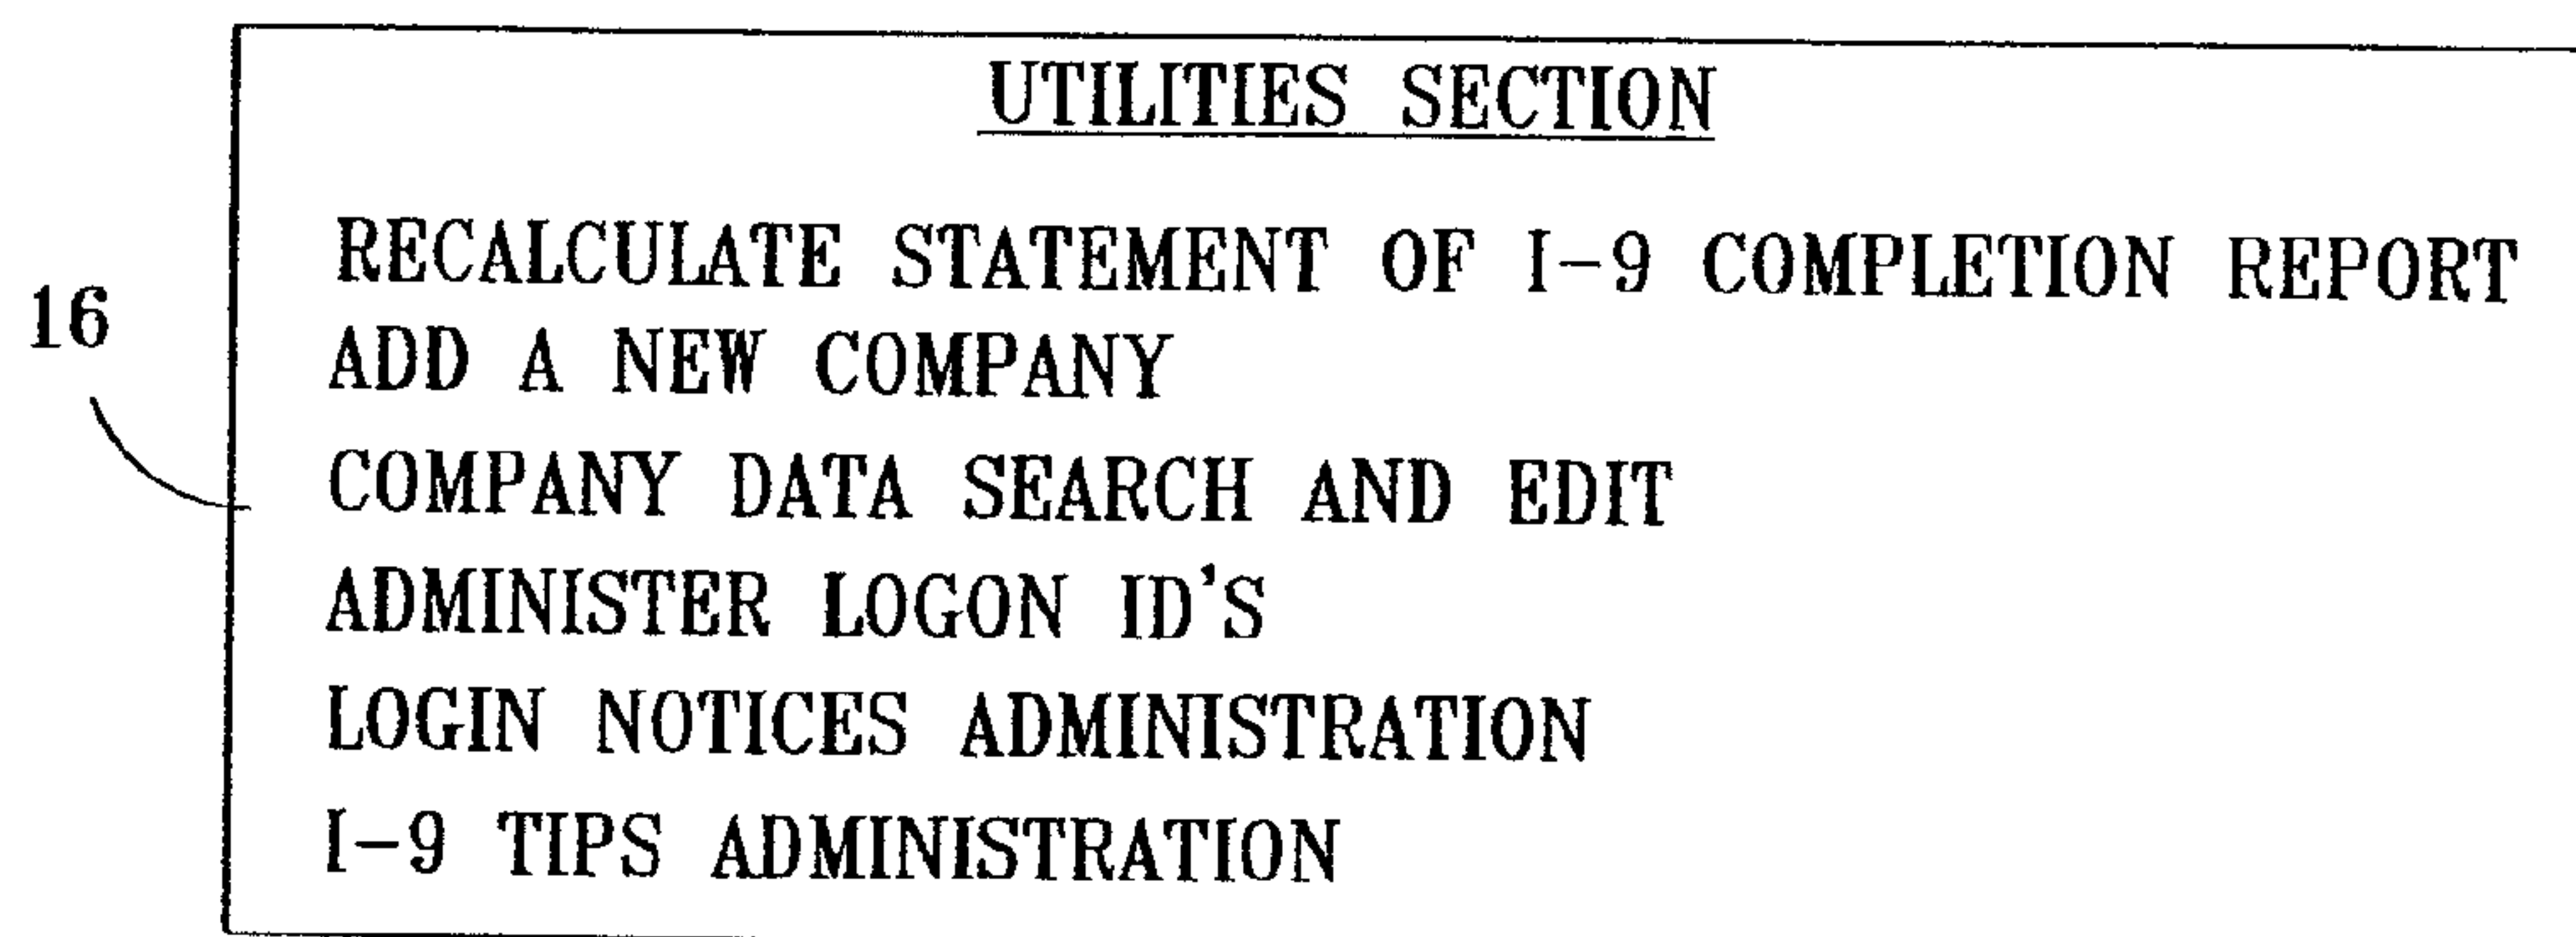 UTILITIES SECTION
RECALCULATE STATEMENT OF I-9 COMPLETION REPORT
16
ADD A NEW COMPANY
COMPANY DATA SEARCH AND EDIT
ADMINISTER LOGON ID'S
LOGIN NOTICES ADMINISTRATION
I-9 TIPS ADMINISTRATION